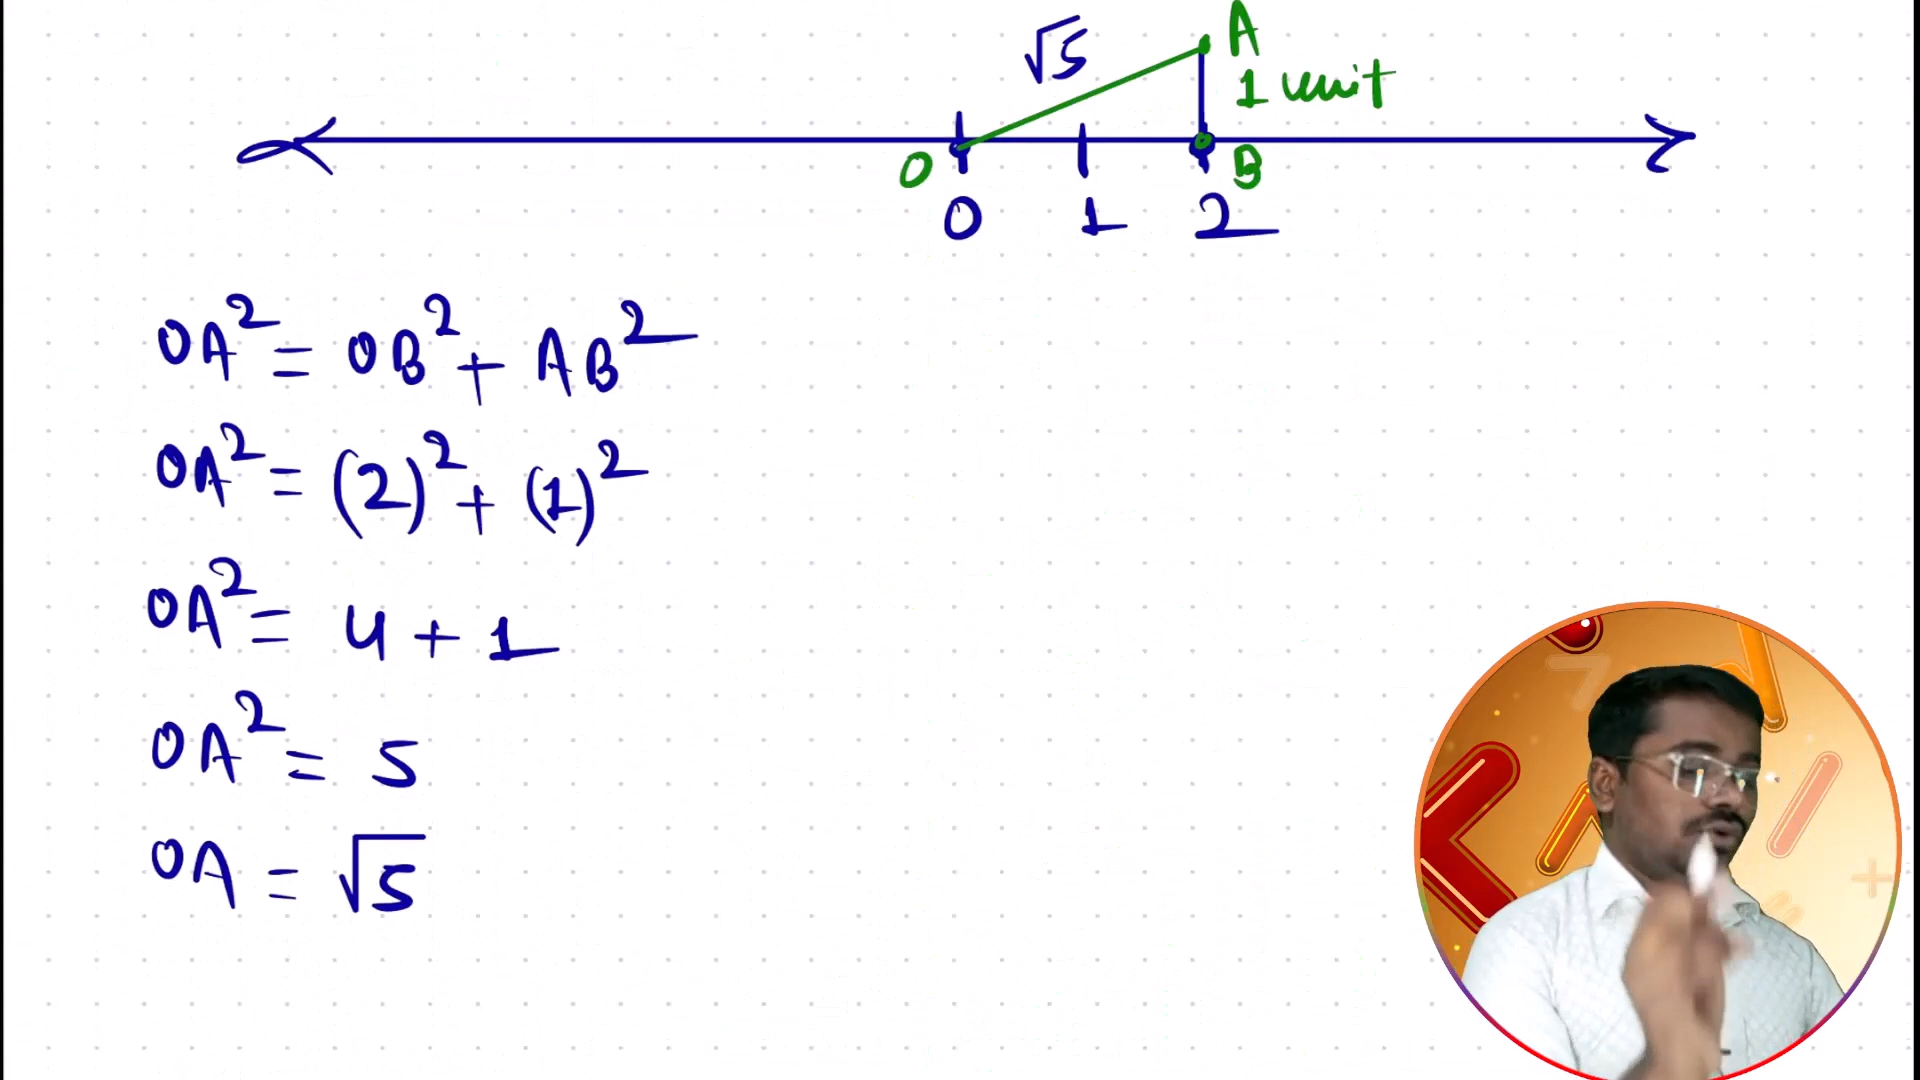 √5 A
1 unit
O B
0 1 2
OA² = OB² + AB²
OA² = (2)² + (1)²
OA² = 4 + 1
OA² = 5
OA = √5